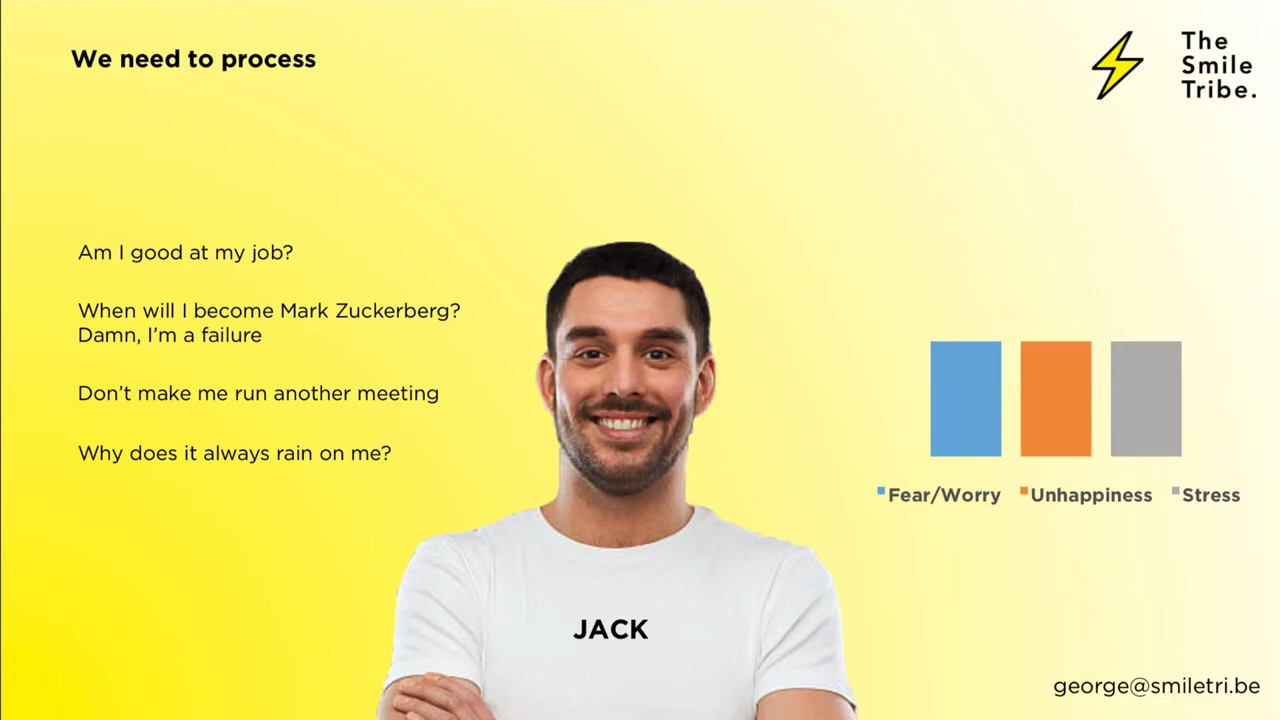 We need to process
The
Smile
Tribe.
Am I good at my job?
When will I become Mark Zuckerberg?
Damn, I’m a failure
Don’t make me run another meeting
Why does it always rain on me?
Fear/Worry Unhappiness Stress
JACK
george@smiletri.be